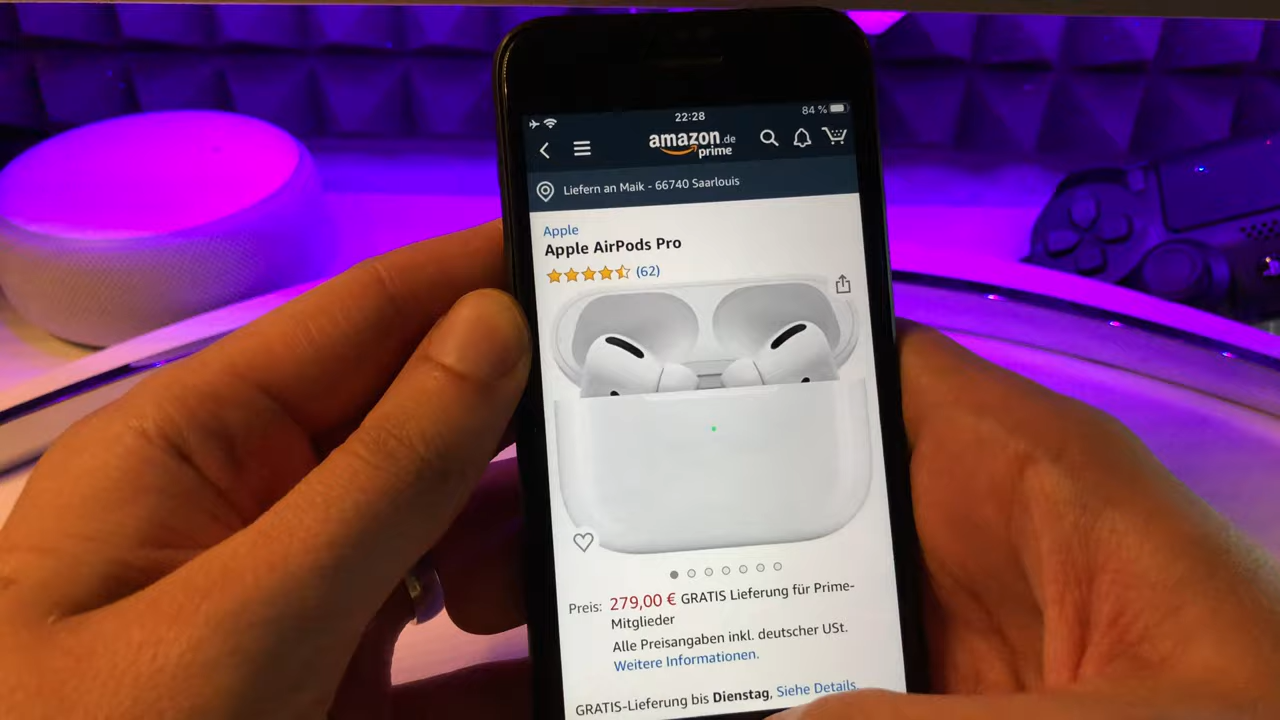 22:28
84 %
amazon.de
prime
Liefern an Maik - 66740 Saarlouis
Apple
Apple AirPods Pro
(62)
Preis: 279,00 € GRATIS Lieferung für Prime-
Mitglieder
Alle Preisangaben inkl. deutscher USt.
Weitere Informationen.
GRATIS-Lieferung bis Dienstag, Siehe Details.